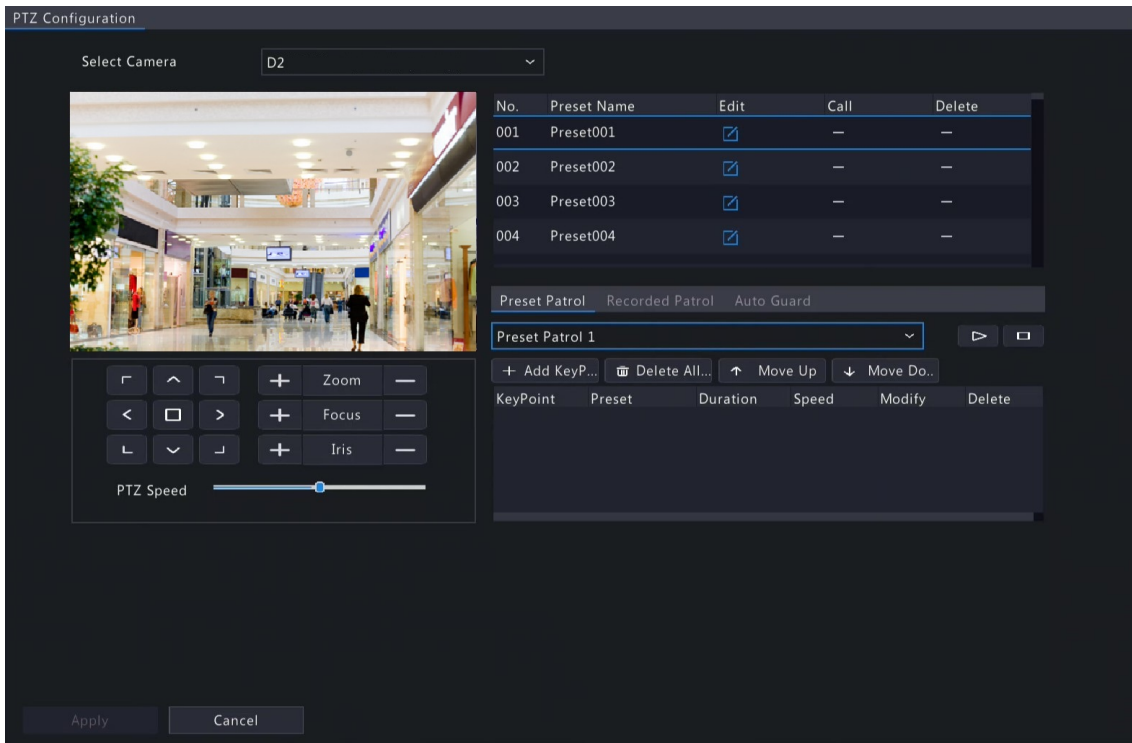 PTZ Configuration
Select Camera D2
No. Preset Name Edit Call Delete
001 Preset001
002 Preset002
003 Preset003
004 Preset004
Preset Patrol Recorded Patrol Auto Guard
Preset Patrol 1
Add KeyP... Delete All... Move Up Move Do..
KeyPoint Preset Duration Speed Modify Delete
Zoom
Focus
Iris
PTZ Speed
Apply Cancel